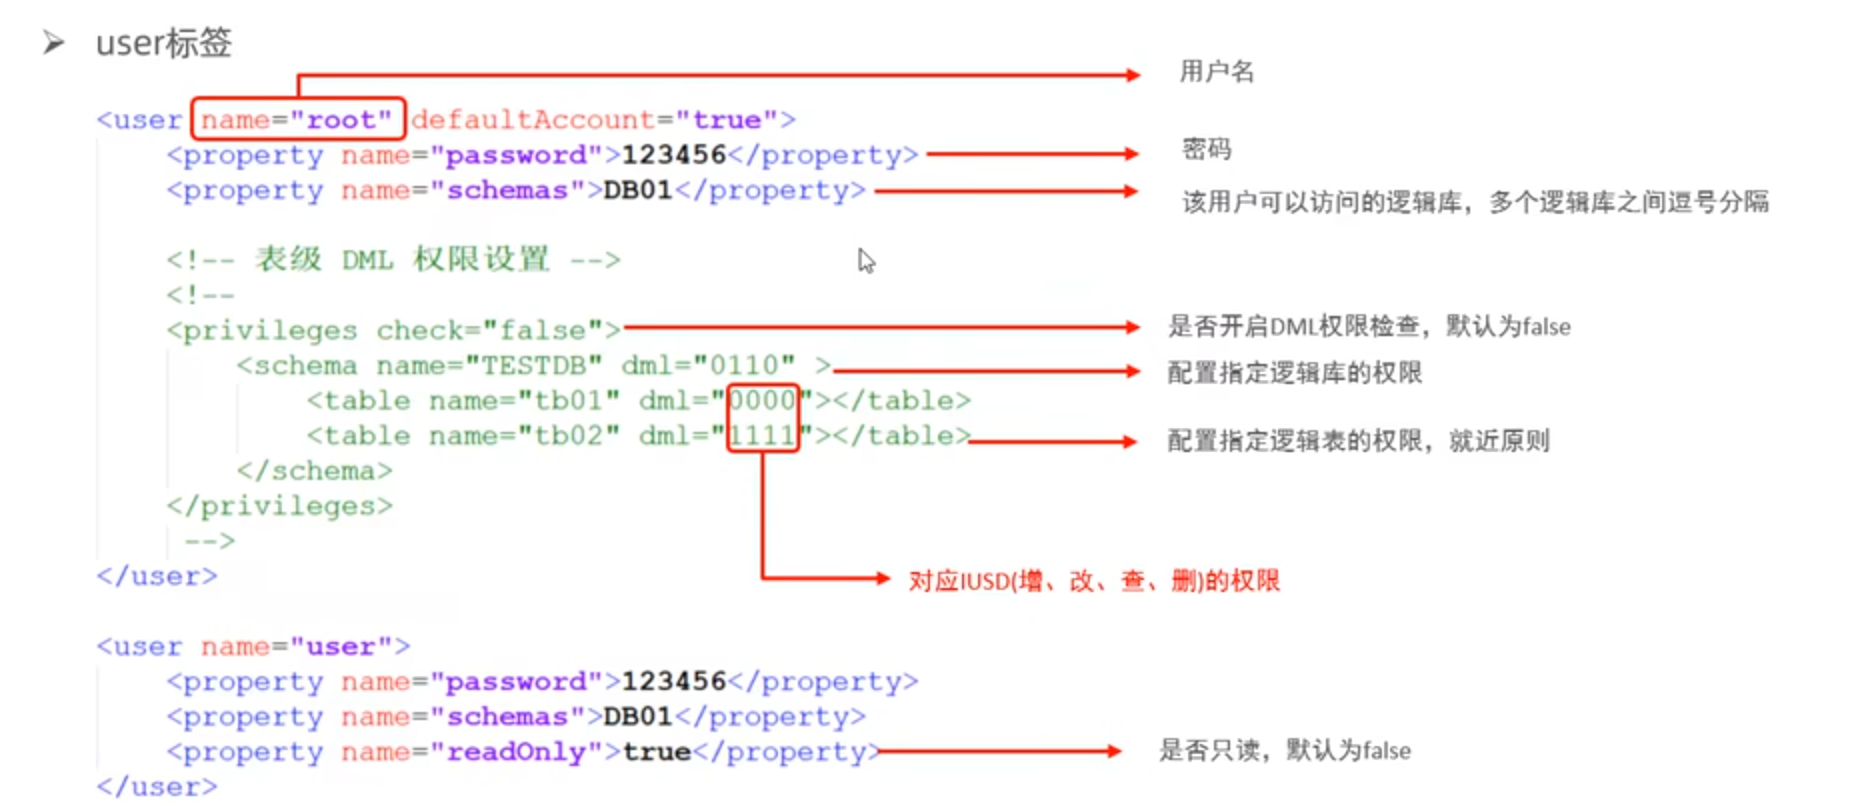 ➢ user标签
用户名
<user name="root" defaultAccount="true">
<property name="password">123456</property>
密码
<property name="schemas">DB01</property>
该用户可以访问的逻辑库，多个逻辑库之间逗号分隔
<!-- 表级 DML 权限设置 -->
<!--
<privileges check="false">
是否开启DML权限检查，默认为false
<schema name="TESTDB" dml="0110" >
配置指定逻辑库的权限
<table name="tb01" dml="0000"></table>
<table name="tb02" dml="1111"></table>
配置指定逻辑表的权限，就近原则
</schema>
</privileges>
-->
</user>
对应IUSD(增、改、查、删)的权限
<user name="user">
<property name="password">123456</property>
<property name="schemas">DB01</property>
<property name="readOnly">true</property>
是否只读，默认为false
</user>